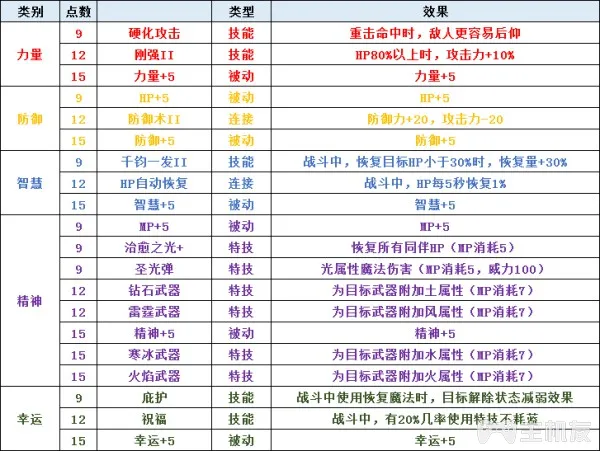 类别 点数 类型 效果
力量 9 硬化攻击 技能 重击命中时，敌人更容易后仰
12 刚强II 技能 HP80%以上时，攻击力+10%
15 力量+5 被动 力量+5
防御 9 HP+5 被动 HP+5
12 防御术II 连接 防御力+20，攻击力-20
15 防御+5 被动 防御+5
智慧 9 千钧一发II 技能 战斗中，恢复目标HP小于30%时，恢复量+30%
12 HP自动恢复 连接 战斗中，HP每5秒恢复1%
15 智慧+5 被动 智慧+5
精神 9 MP+5 被动 MP+5
9 治愈之光+ 特技 恢复所有同伴HP（MP消耗5）
9 圣光弹 特技 光属性魔法伤害（MP消耗5，威力100）
12 钻石武器 特技 为目标武器附加土属性（MP消耗7）
12 雷霆武器 特技 为目标武器附加风属性（MP消耗7）
15 精神+5 被动 精神+5
15 寒冰武器 特技 为目标武器附加水属性（MP消耗7）
15 火焰武器 特技 为目标武器附加火属性（MP消耗7）
幸运 9 庇护 技能 战斗中使用恢复魔法时，目标解除状态减弱效果
12 祝福 技能 战斗中，有20%几率使用特技不耗蓝
15 幸运+5 被动 幸运+5
主机友